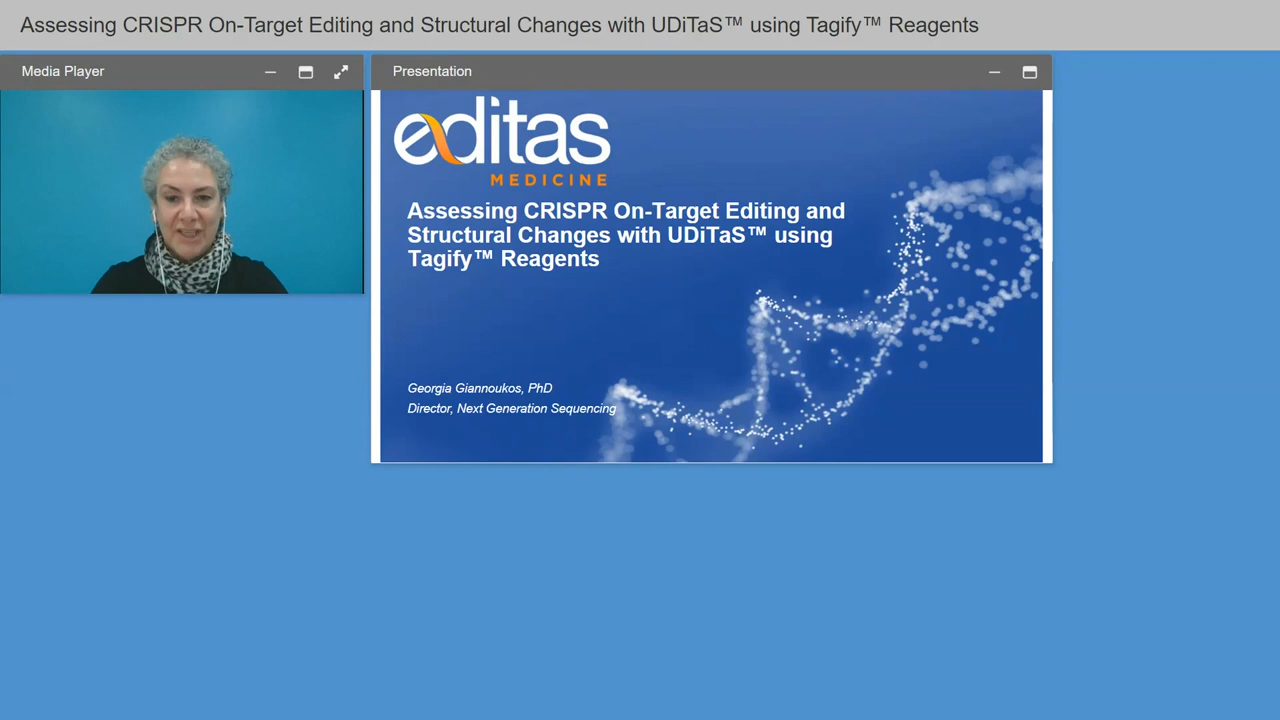 Assessing CRISPR On-Target Editing and Structural Changes with UDiTaS™ using Tagify™ Reagents
Media Player
Presentation
editas
MEDICINE
Assessing CRISPR On-Target Editing and
Structural Changes with UDiTaS™ using
Tagify™ Reagents
Georgia Giannoukos, PhD
Director, Next Generation Sequencing